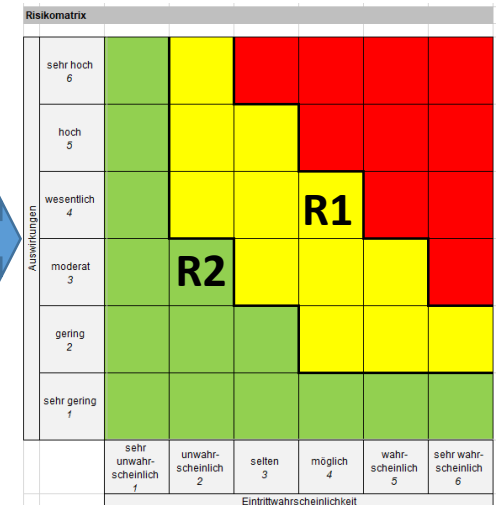 Risikomatrix
Auswirkungen
sehr hoch
6
hoch
5
wesentlich
4
R1
moderat
3
R2
gering
2
sehr gering
1
sehr
unwahr-
scheinlich
1
unwahr-
scheinlich
2
selten
3
möglich
4
wahr-
scheinlich
5
sehr wahr-
scheinlich
6
Eintrittwahrscheinlichkeit